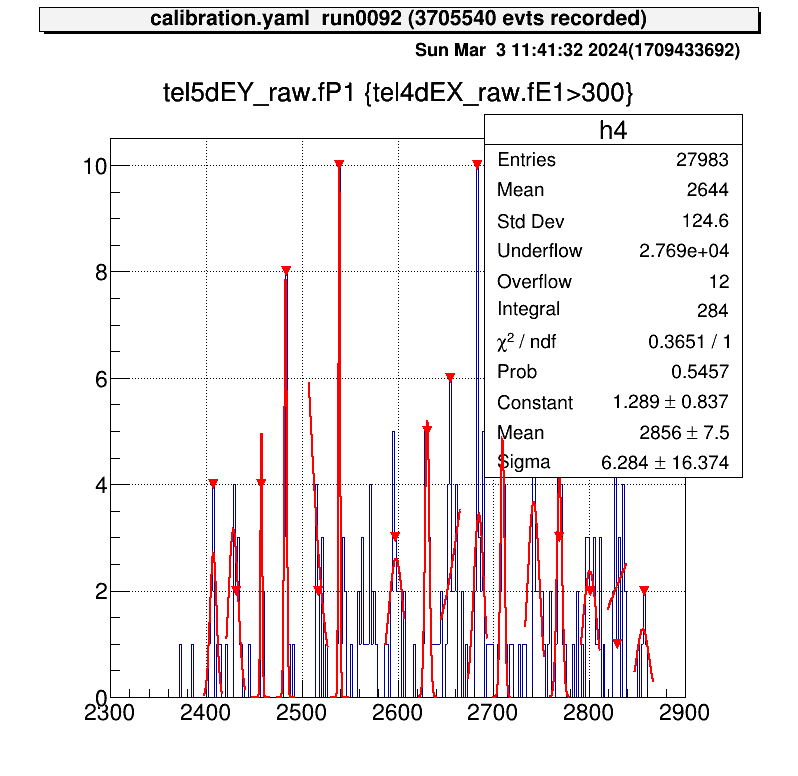 calibration.yaml run0092 (3705540 evts recorded)
Sun Mar 3 11:41:32 2024(1709433692)
tel5dEY_raw.fP1 {tel4dEX_raw.fE1>300}
h4
Entries 27983
Mean 2644
Std Dev 124.6
Underflow 2.769e+04
Overflow 12
Integral 284
χ² / ndf 0.3651 / 1
Prob 0.5457
Constant 1.289 ± 0.837
Mean 2856 ± 7.5
Sigma 6.284 ± 16.374
10
8
6
4
2
0
2300 2400 2500 2600 2700 2800 2900